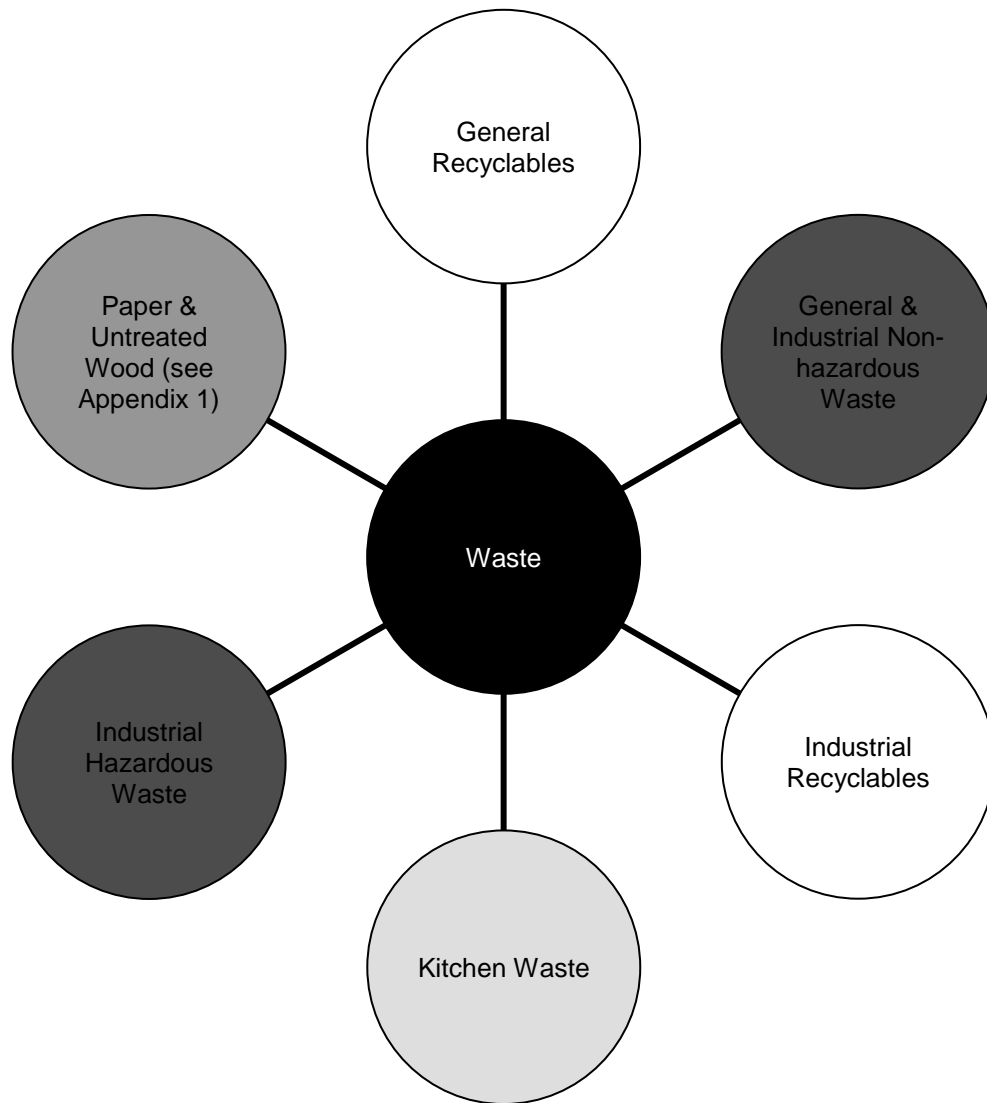 General
Recyclables
Paper &
Untreated
Wood (see
Appendix 1)
General &
Industrial Non-
hazardous
Waste
Waste
Industrial
Hazardous
Waste
Industrial
Recyclables
Kitchen Waste